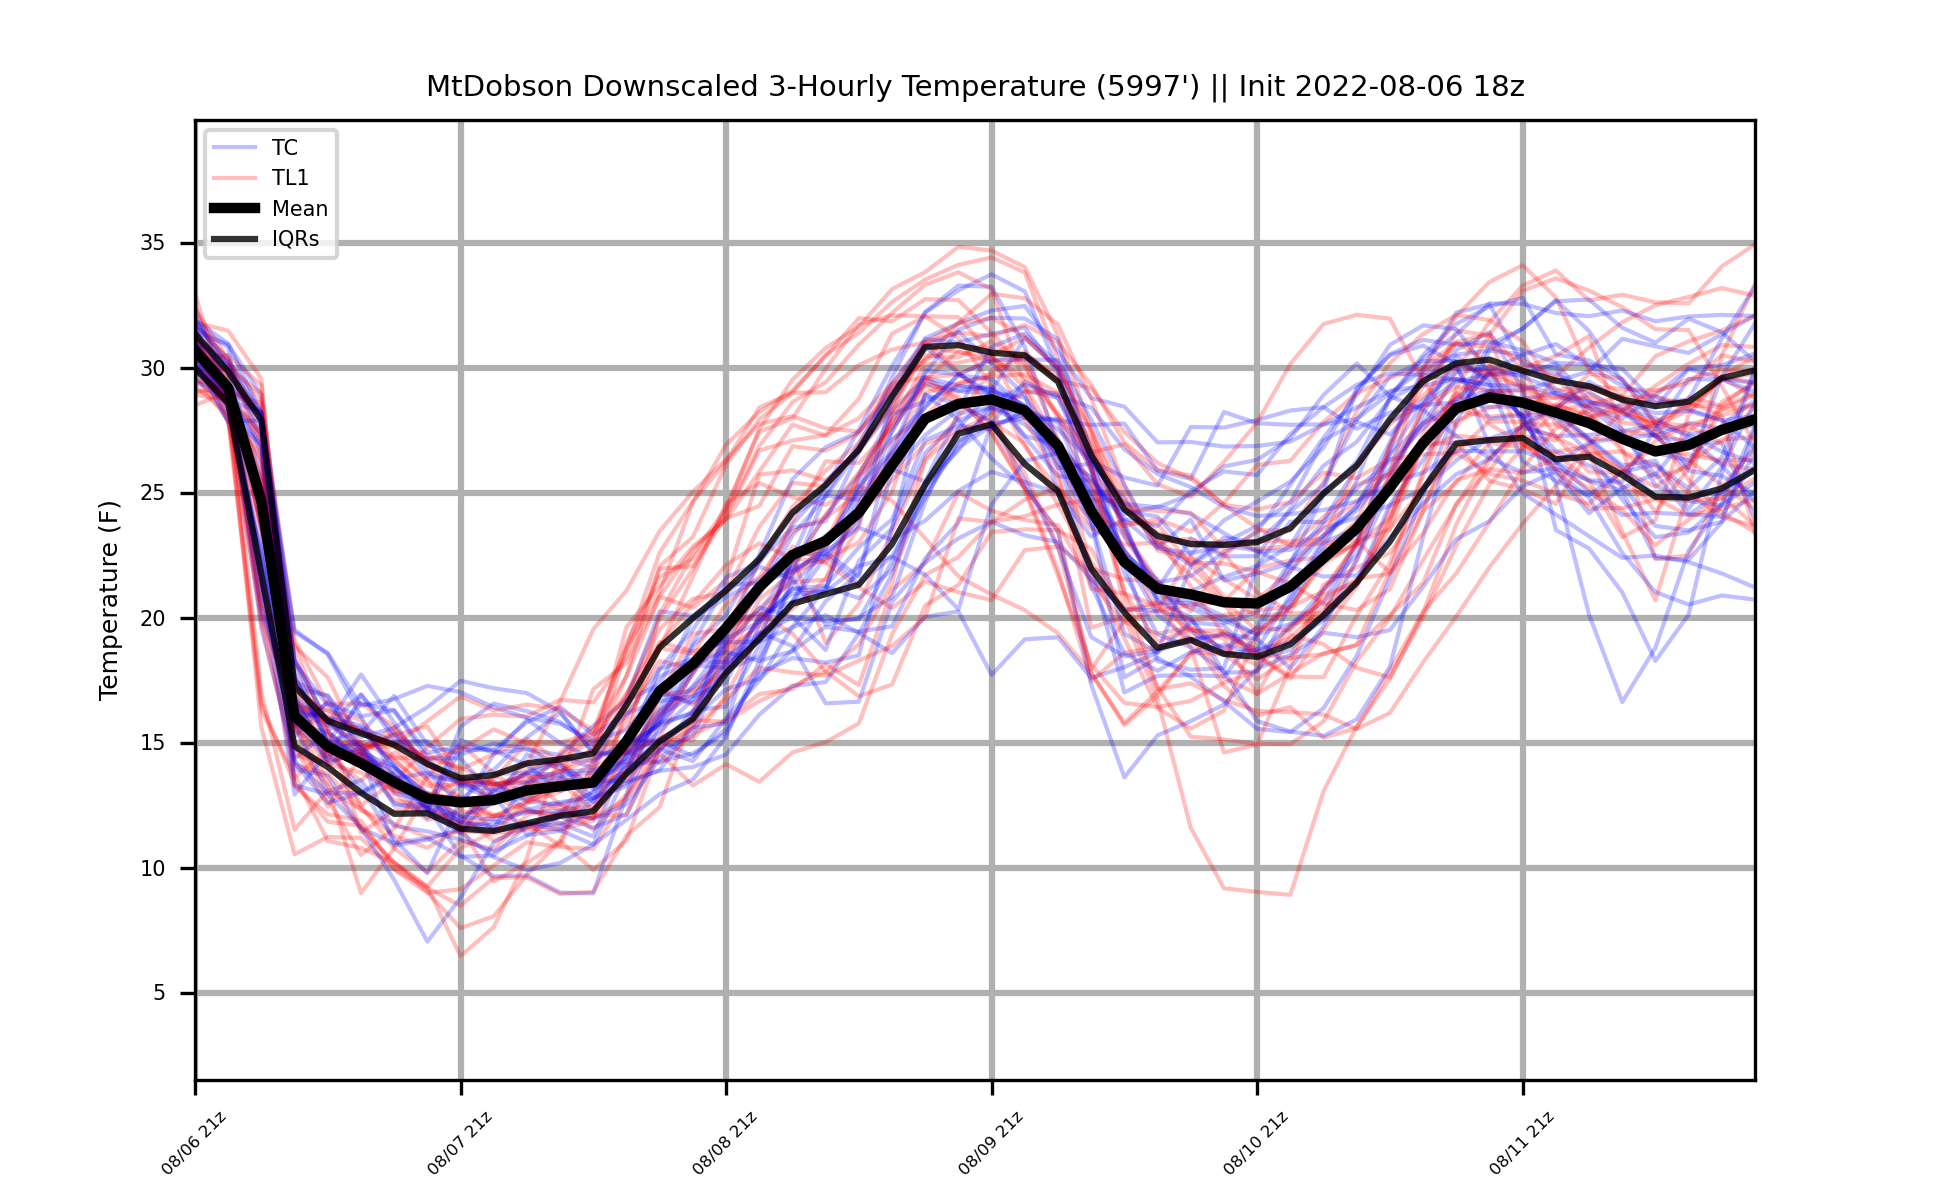 MtDobson Downscaled 3-Hourly Temperature (5997') || Init 2022-08-06 18z
TC
TL1
Mean
IQRs
Temperature (F)
35
30
25
20
15
10
5
08/06 21z
08/07 21z
08/08 21z
08/09 21z
08/10 21z
08/11 21z